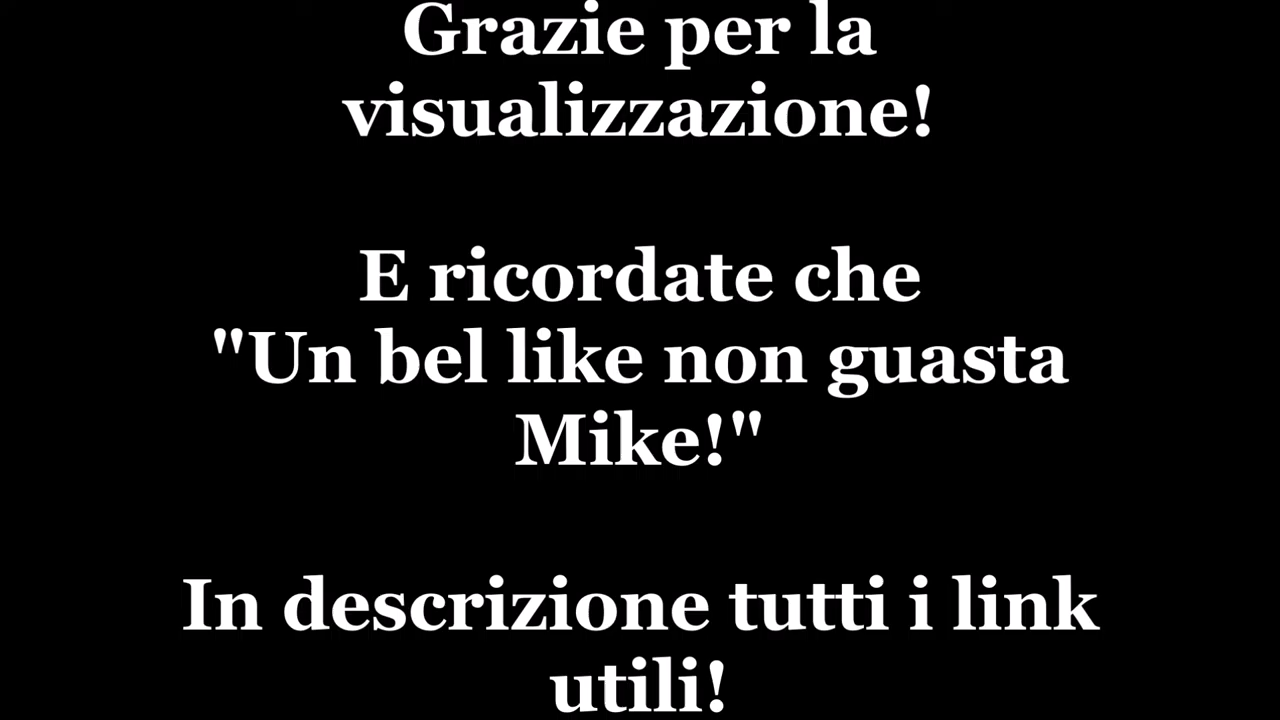 Grazie per la
visualizzazione!
E ricordate che
"Un bel like non guasta
Mike!"
In descrizione tutti i link
utili!